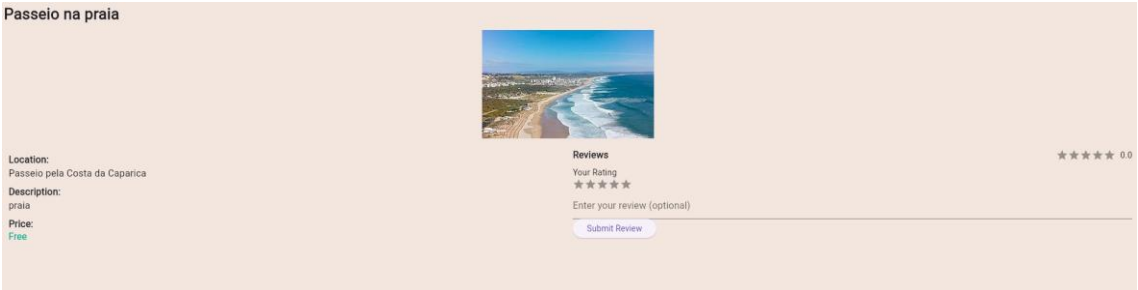 Passeio na praia
Location:
Passeio pela Costa da Caparica
Description:
praia
Price:
Free
Reviews
0.0
Your Rating
Enter your review (optional)
Submit Review